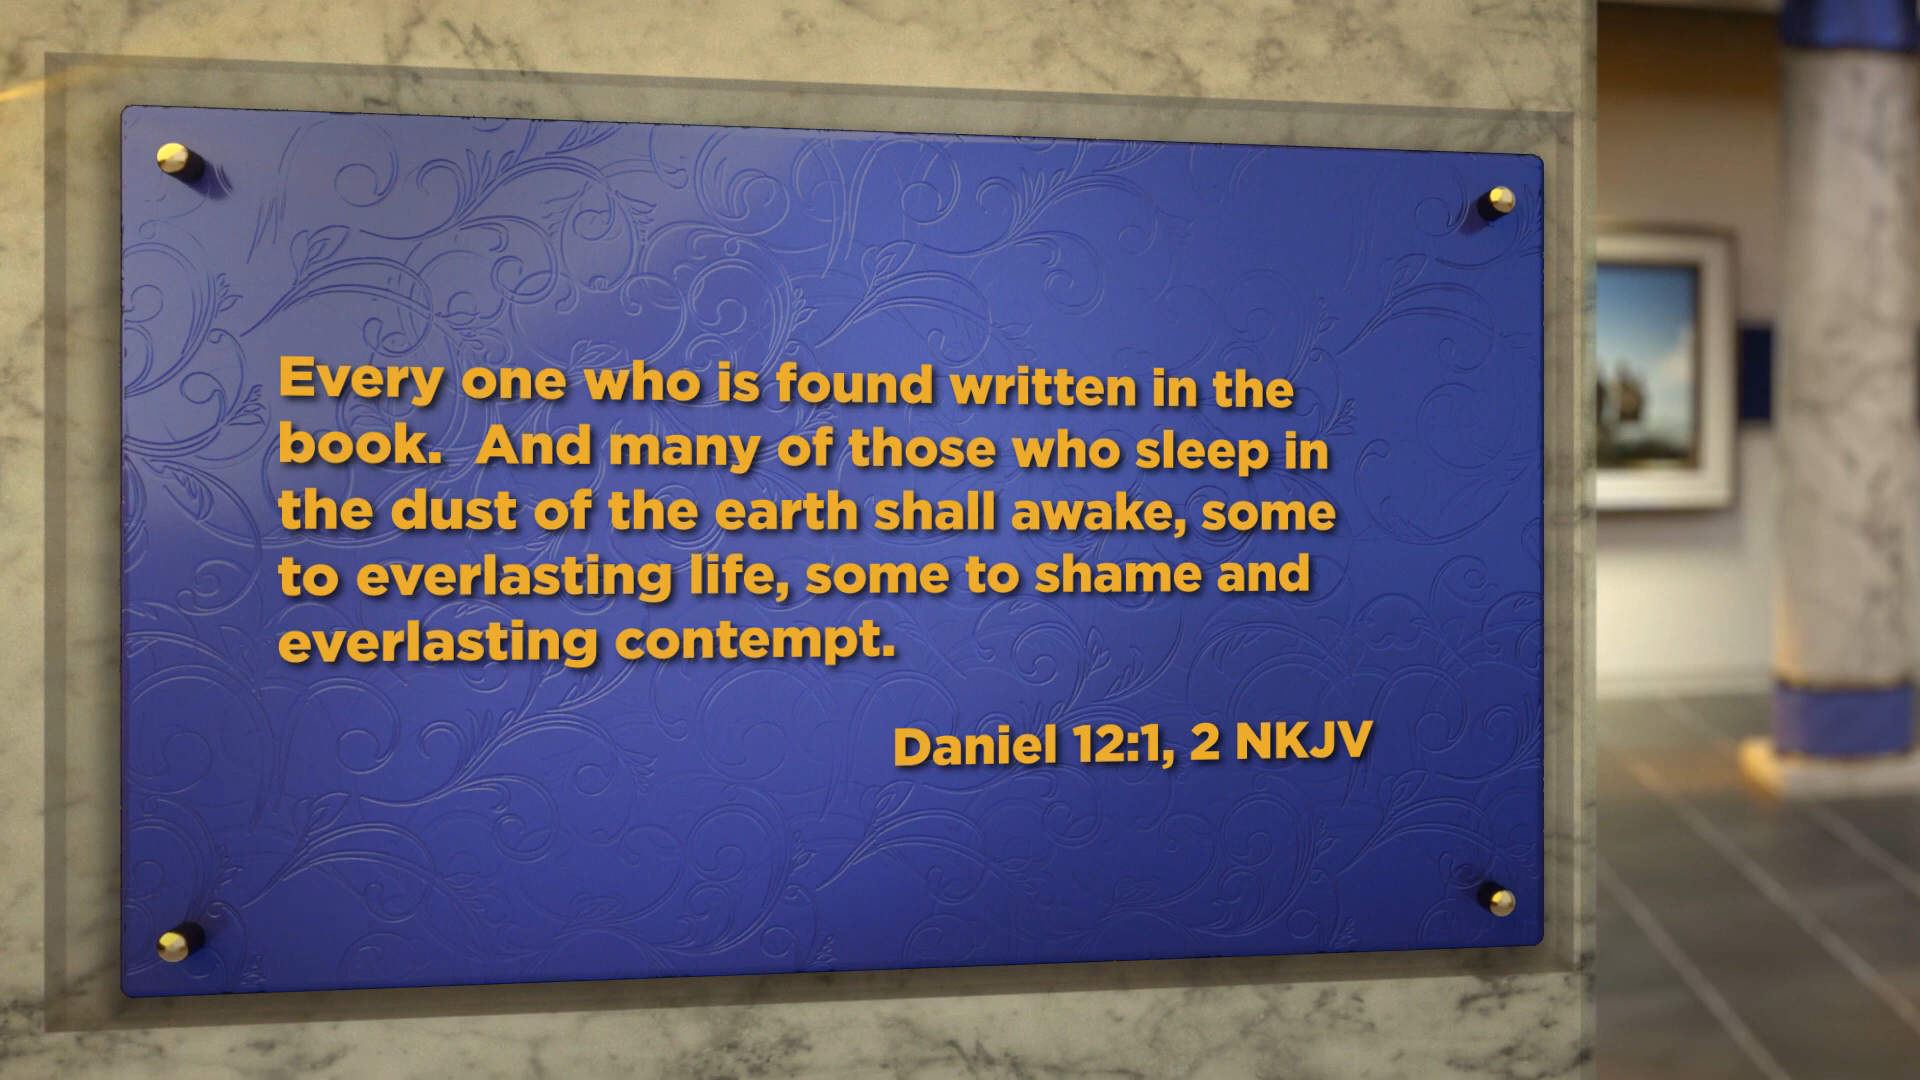 Every one who is found written in the
book.  And many of those who sleep in
the dust of the earth shall awake, some
to everlasting life, some to shame and
everlasting contempt.
Daniel 12:1, 2 NKJV